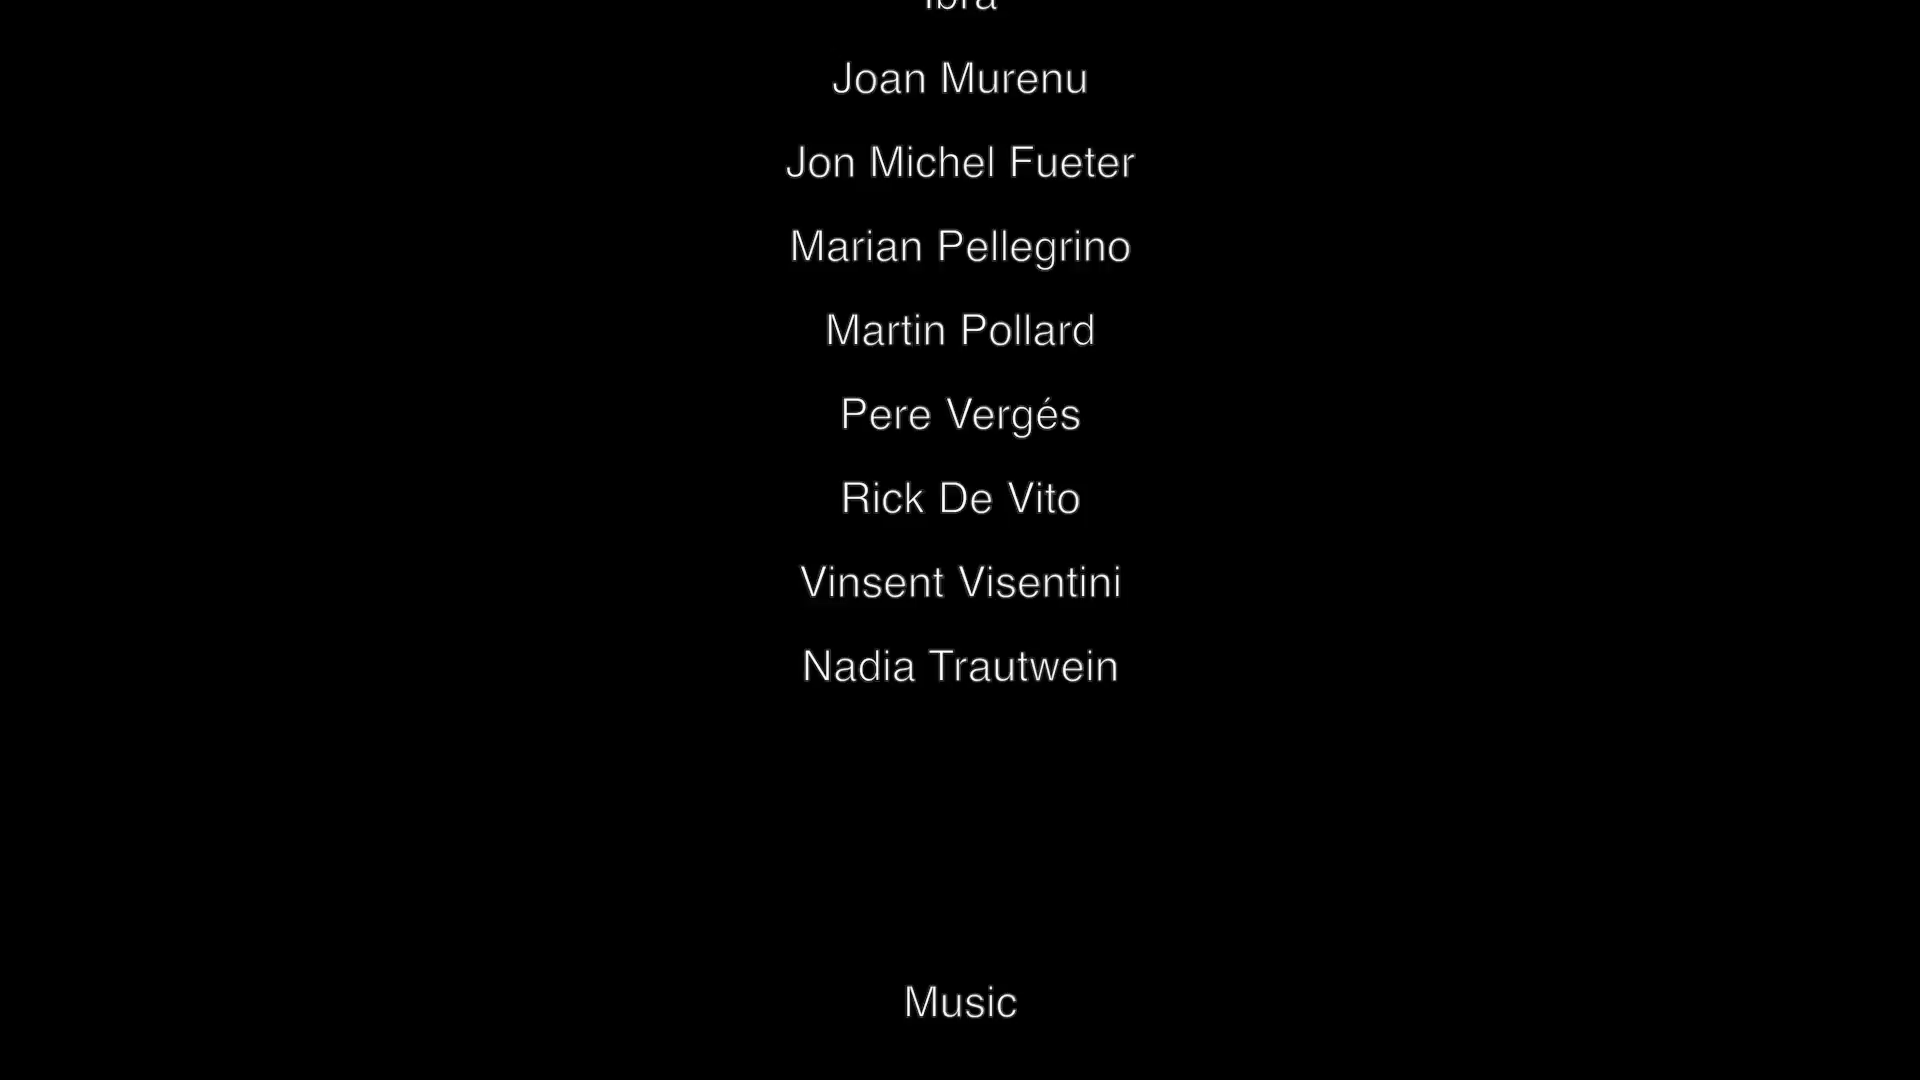 Ibra
Joan Murenu
Jon Michel Fueter
Marian Pellegrino
Martin Pollard
Pere Vergés
Rick De Vito
Vinsent Visentini
Nadia Trautwein
Music